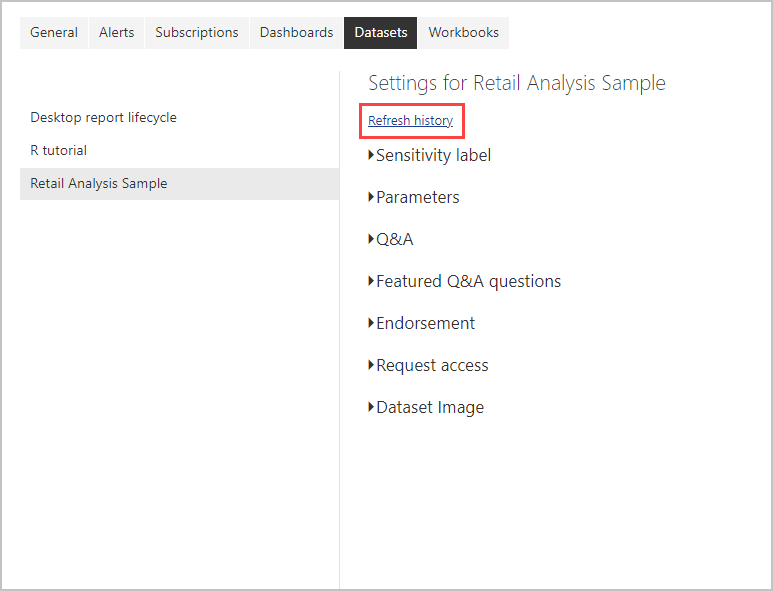 General Alerts Subscriptions Dashboards Datasets Workbooks
Desktop report lifecycle
R tutorial
Retail Analysis Sample
Settings for Retail Analysis Sample
Refresh history
Sensitivity label
Parameters
Q&A
Featured Q&A questions
Endorsement
Request access
Dataset Image